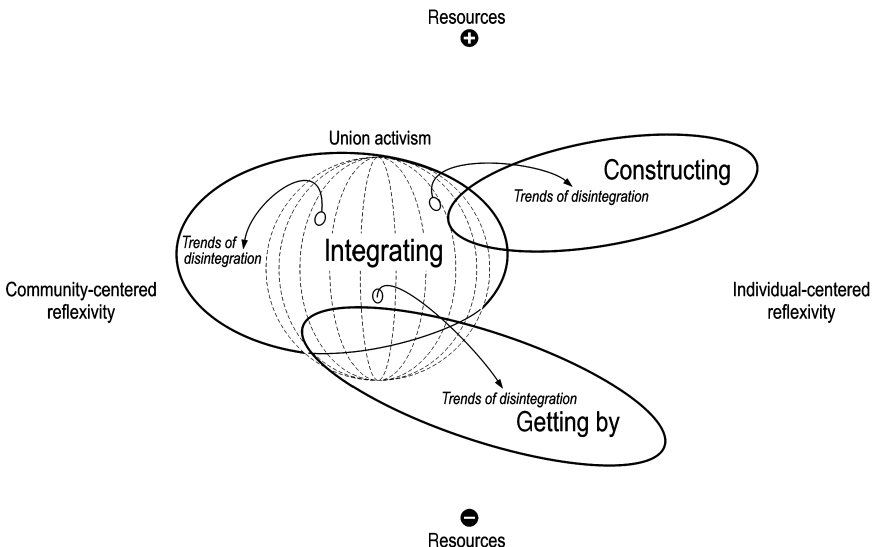 Resources
+
Union activism
Constructing
Trends of disintegration
Trends of
disintegration
Integrating
Community-centered
reflexivity
Individual-centered
reflexivity
Trends of disintegration
Getting by
−
Resources